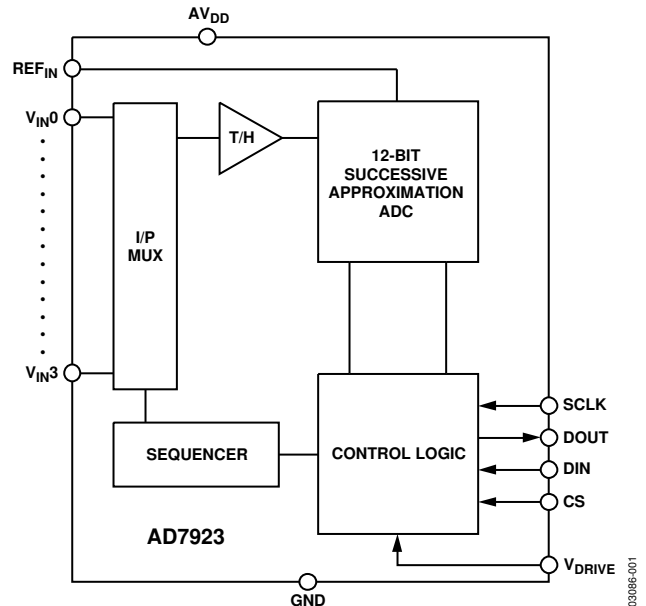 AVDD
REFIN
VIN0
T/H
12-BIT
SUCCESSIVE
APPROXIMATION
ADC
I/P
MUX
VIN3
SEQUENCER
CONTROL LOGIC
SCLK
DOUT
DIN
CS
AD7923
VDRIVE
GND
03086-001